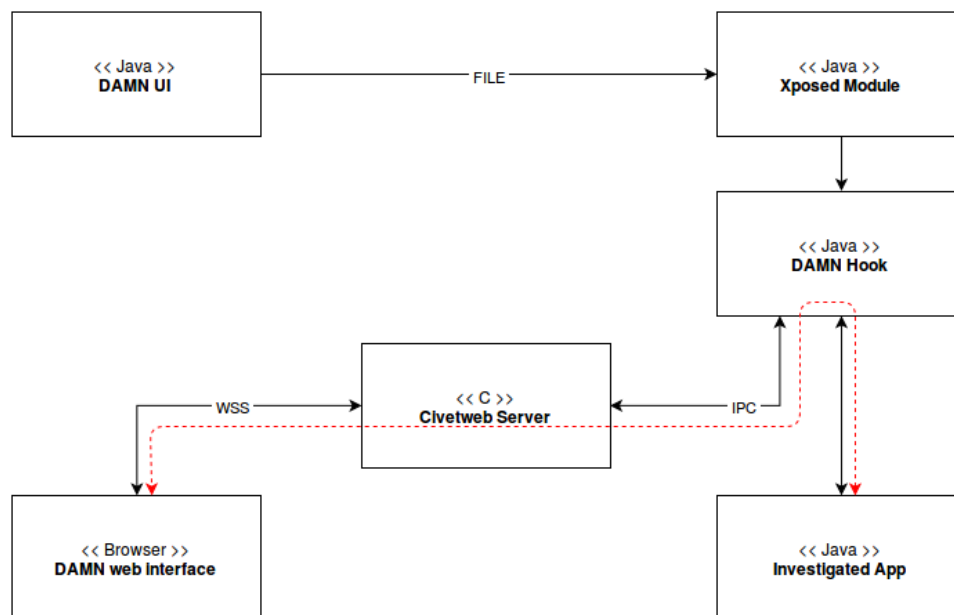 << Java >>
DAMN UI
FILE
<< Java >>
Xposed Module
<< Java >>
DAMN Hook
<< C >>
Civetweb Server
WSS
IPC
<< Browser >>
DAMN web interface
<< Java >>
Investigated App